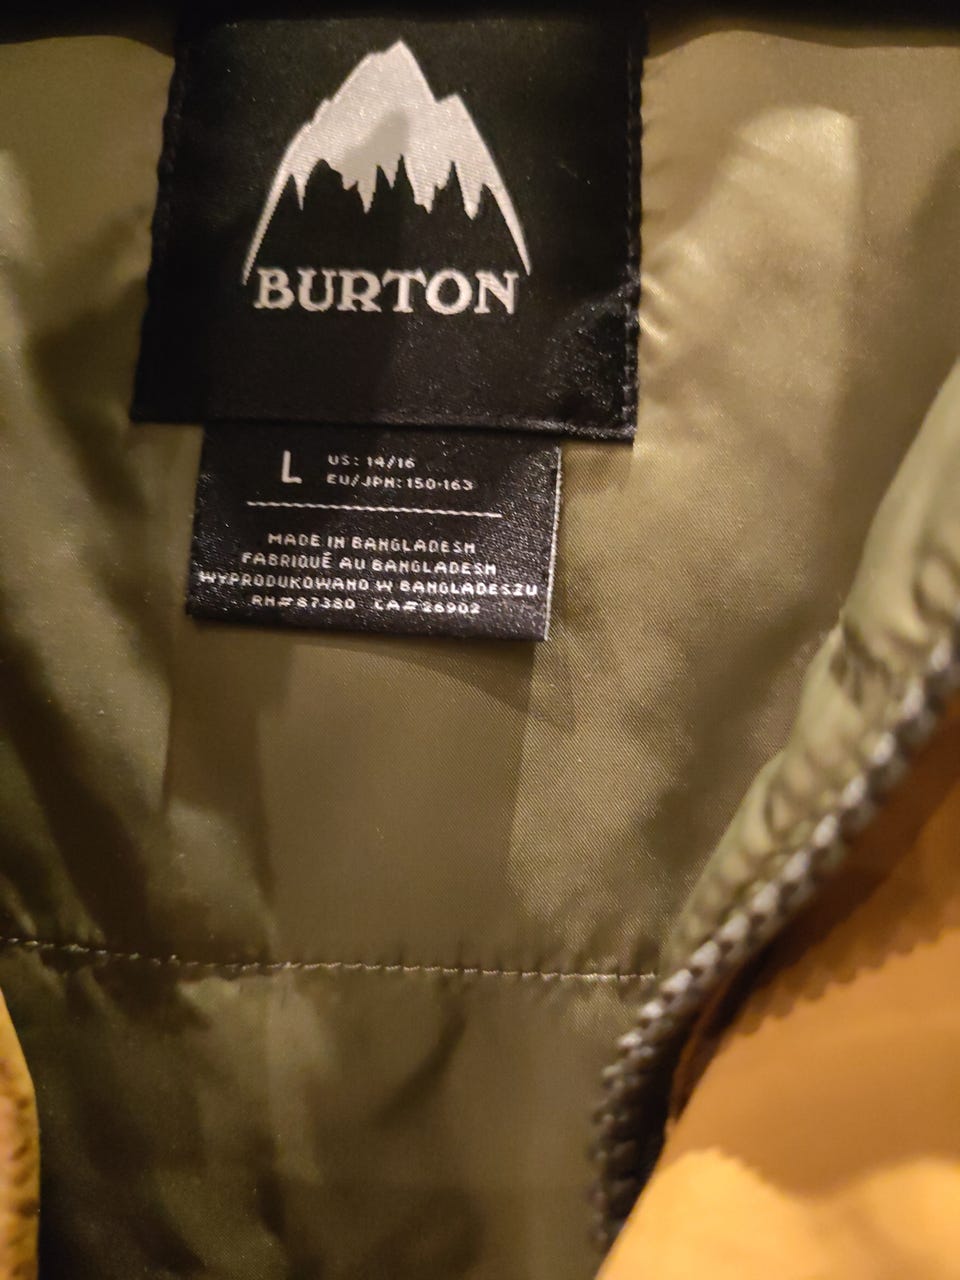 BURTON
L US: 14/16
EU/JPN: 150-163
MADE IN BANGLADESH
FABRIQUÉ AU BANGLADESH
WYPRODUKOWANO W BANGLADESZU
RN#87380 CA#26902